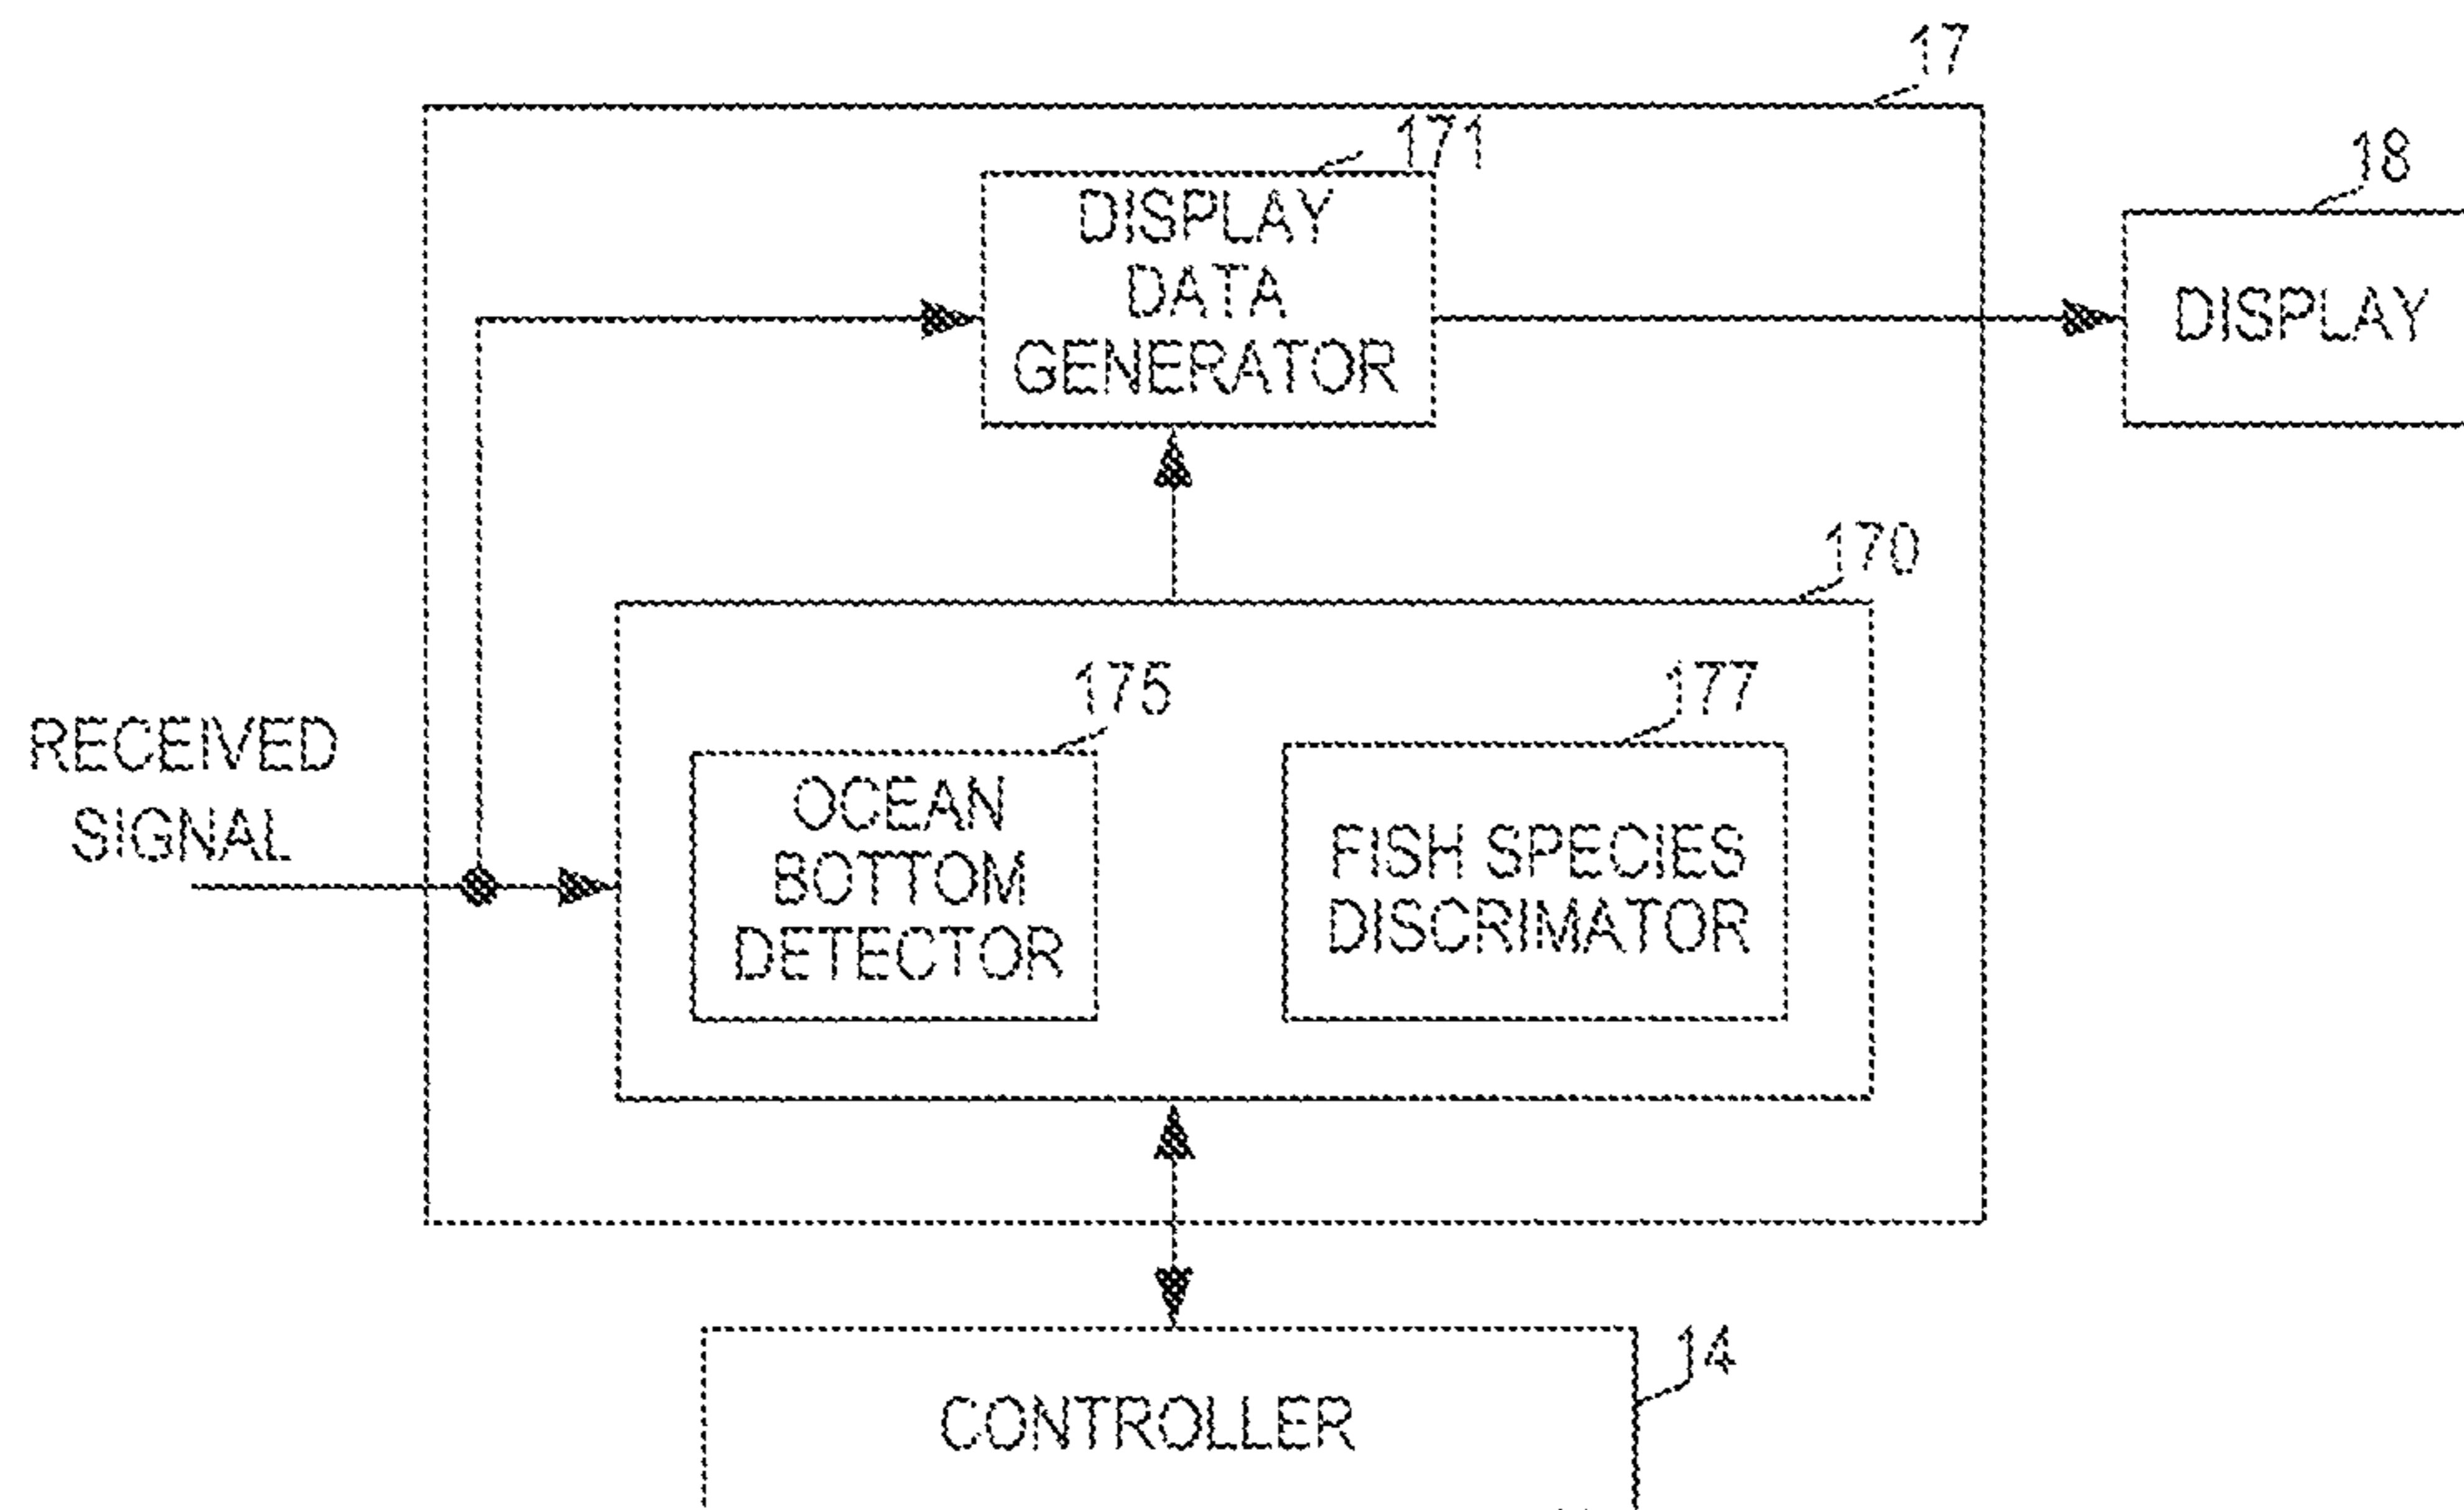 17
171
DISPLAY
DATA
GENERATOR
18
DISPLAY
170
175
177
RECEIVED
SIGNAL
OCEAN
BOTTOM
DETECTOR
FISH SPECIES
DISCRIMATOR
14
CONTROLLER